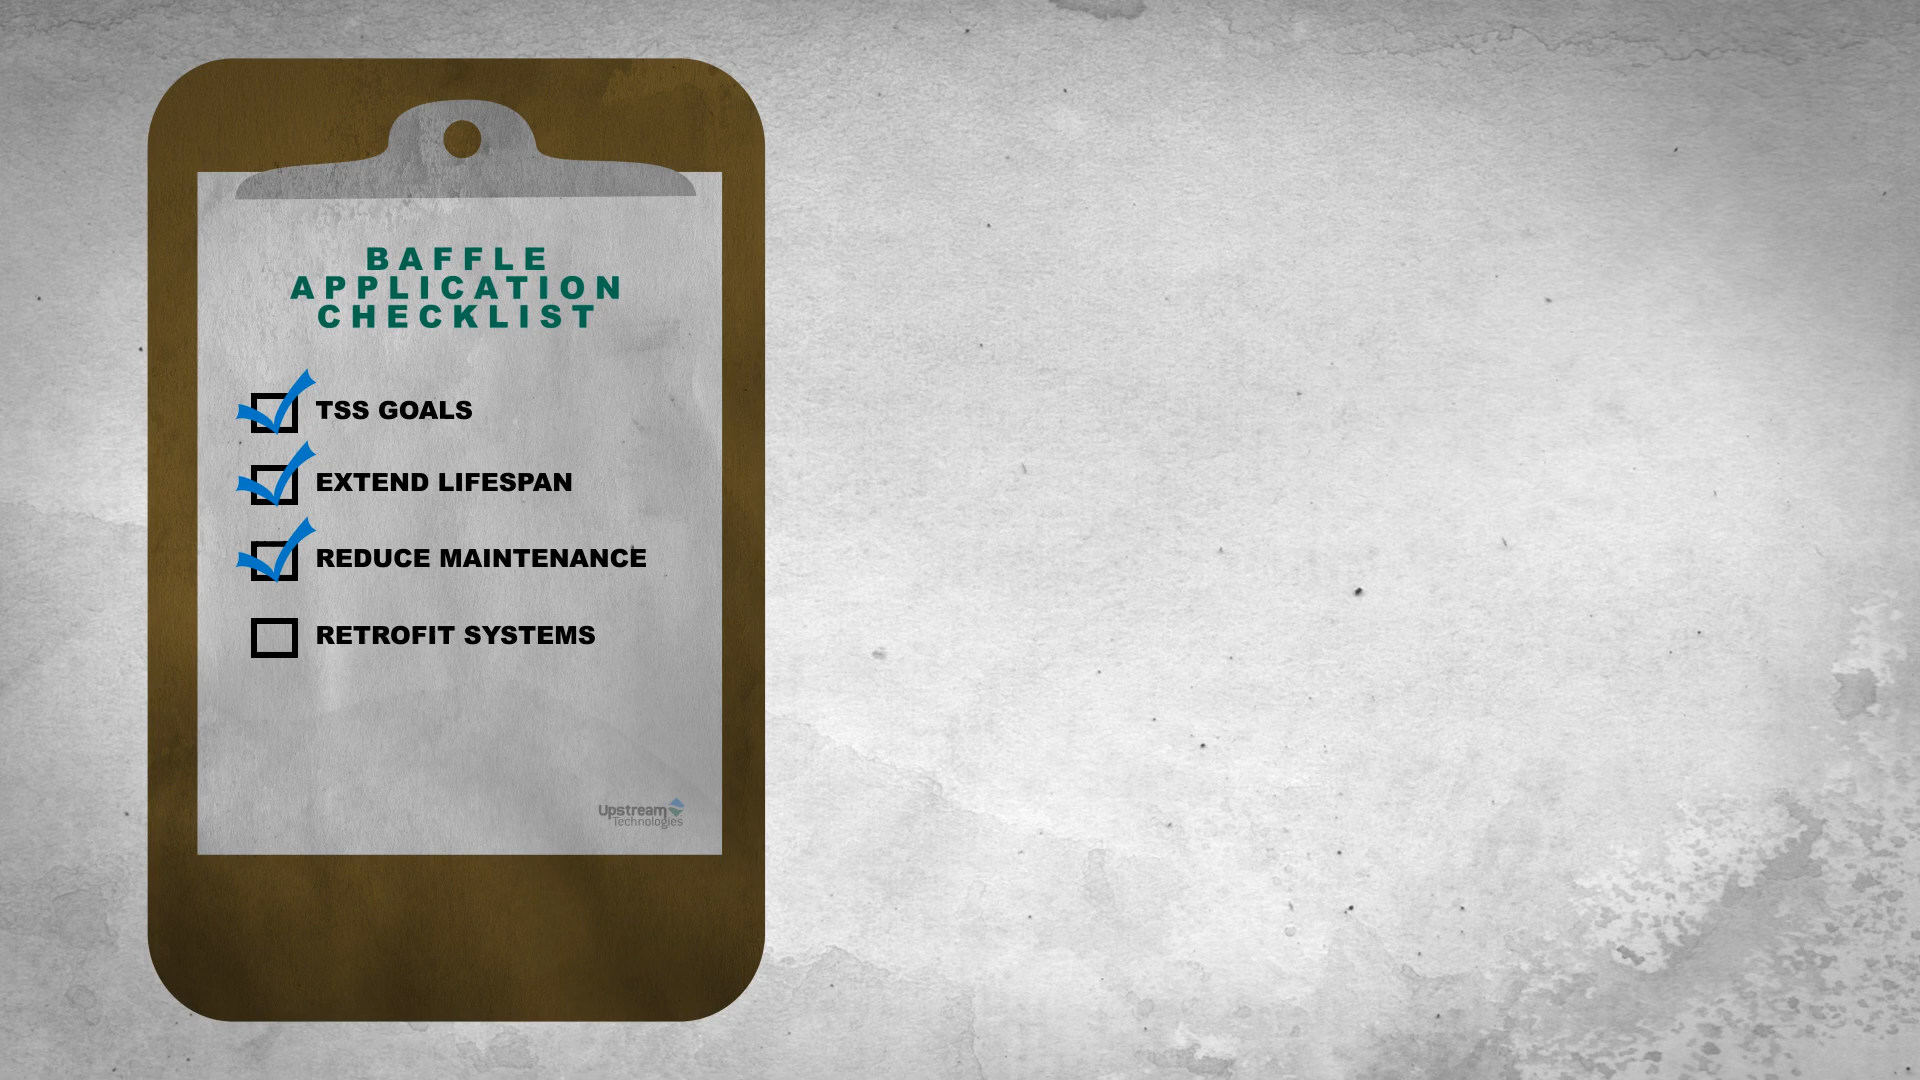 BAFFLE
APPLICATION
CHECKLIST
TSS GOALS
EXTEND LIFESPAN
REDUCE MAINTENANCE
RETROFIT SYSTEMS
Upstream
Technologies